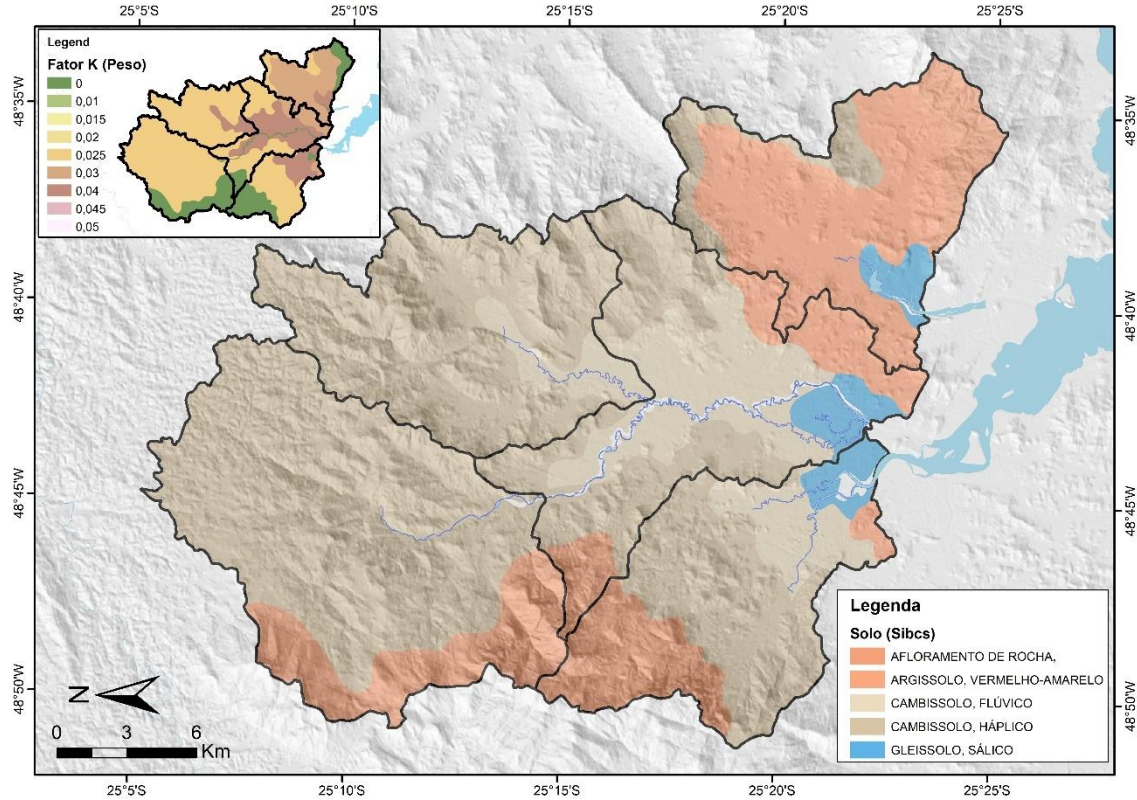 25°5'S 25°10'S 25°15'S 25°20'S 25°25'S
Legend
Fator K (Peso)
0
0,01
0,015
0,02
0,025
0,03
0,04
0,045
0,05
48°35'W
48°40'W
48°45'W
48°50'W
48°35'W
48°40'W
48°45'W
48°50'W
N
0 3 6
Km
Legenda
Solo (Sibcs)
AFLORAMENTO DE ROCHA,
ARGISSOLO, VERMELHO-AMARELO
CAMBISSOLO, FLÚVICO
CAMBISSOLO, HÁPLICO
GLEISSOLO, SÁLICO
25°5'S 25°10'S 25°15'S 25°20'S 25°25'S